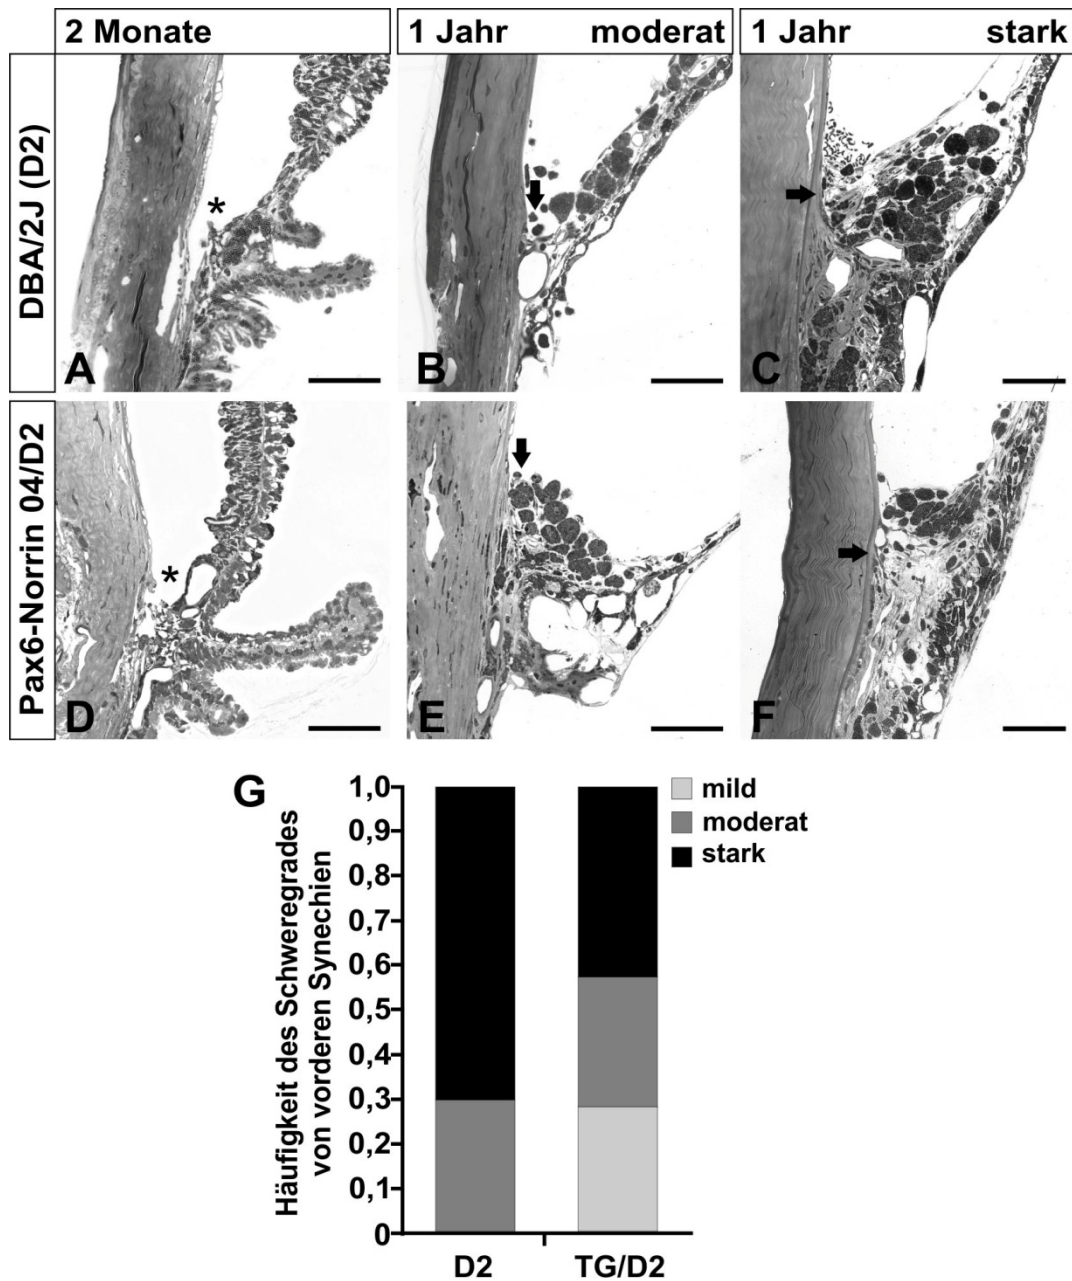 2 Monate
1 Jahr moderat
1 Jahr stark
DBA/2J (D2)
*
A
B
C
Pax6-Norrin 04/D2
*
D
E
F
G
Häufigkeit des Schweregrades
von vorderen Synechien
1,0
0,9
0,8
0,7
0,6
0,5
0,4
0,3
0,2
0,1
0
mild
moderat
stark
D2
TG/D2